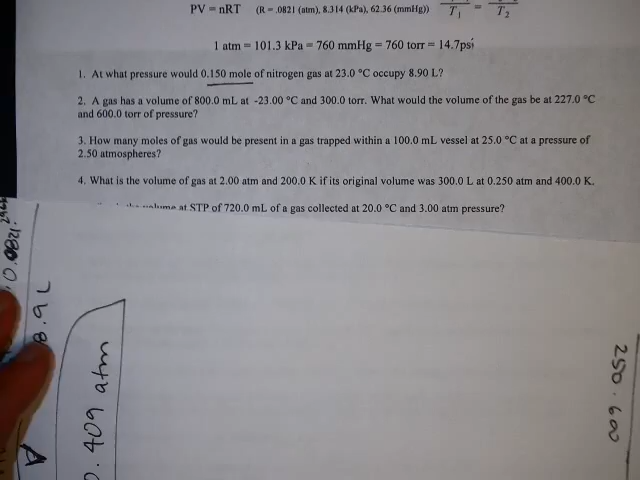 PV = nRT (R = .0821 (atm), 8.314 (kPa), 62.36 (mmHg)) T1 = T2
1 atm = 101.3 kPa = 760 mmHg = 760 torr = 14.7psi
1. At what pressure would 0.150 mole of nitrogen gas at 23.0 °C occupy 8.90 L?
2. A gas has a volume of 800.0 mL at -23.00 °C and 300.0 torr. What would the volume of the gas be at 227.0 °C
and 600.0 torr of pressure?
3. How many moles of gas would be present in a gas trapped within a 100.0 mL vessel at 25.0 °C at a pressure of
2.50 atmospheres?
4. What is the volume of gas at 2.00 atm and 200.0 K if its original volume was 300.0 L at 0.250 atm and 400.0 K.
at STP of 720.0 mL of a gas collected at 20.0 °C and 3.00 atm pressure?
0.0821
8.9 L
0.409 atm
250.600